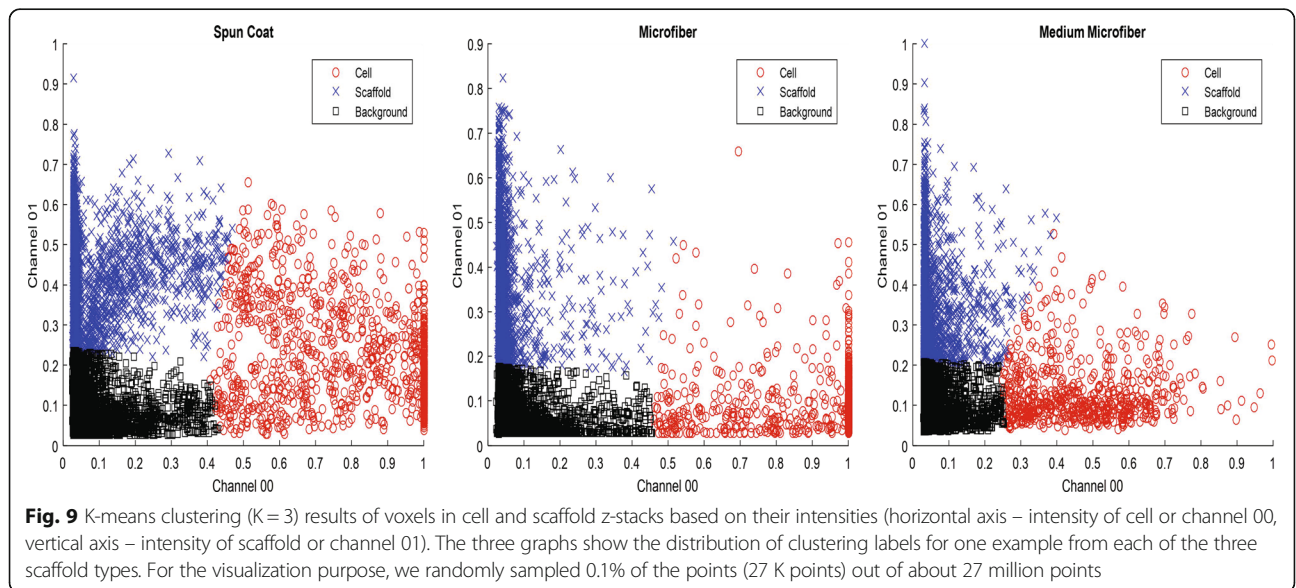 Spun Coat
Channel 01
1
0.9
0.8
0.7
0.6
0.5
0.4
0.3
0.2
0.1
0
Cell
Scaffold
Background
0 0.1 0.2 0.3 0.4 0.5 0.6 0.7 0.8 0.9 1
Channel 00
Microfiber
Channel 01
0.9
0.8
0.7
0.6
0.5
0.4
0.3
0.2
0.1
0
Cell
Scaffold
Background
0 0.1 0.2 0.3 0.4 0.5 0.6 0.7 0.8 0.9 1
Channel 00
Medium Microfiber
Channel 01
1
0.9
0.8
0.7
0.6
0.5
0.4
0.3
0.2
0.1
0
Cell
Scaffold
Background
0 0.1 0.2 0.3 0.4 0.5 0.6 0.7 0.8 0.9 1
Channel 00
Fig. 9 K-means clustering (K = 3) results of voxels in cell and scaffold z-stacks based on their intensities (horizontal axis – intensity of cell or channel 00,
vertical axis – intensity of scaffold or channel 01). The three graphs show the distribution of clustering labels for one example from each of the three
scaffold types. For the visualization purpose, we randomly sampled 0.1% of the points (27 K points) out of about 27 million points